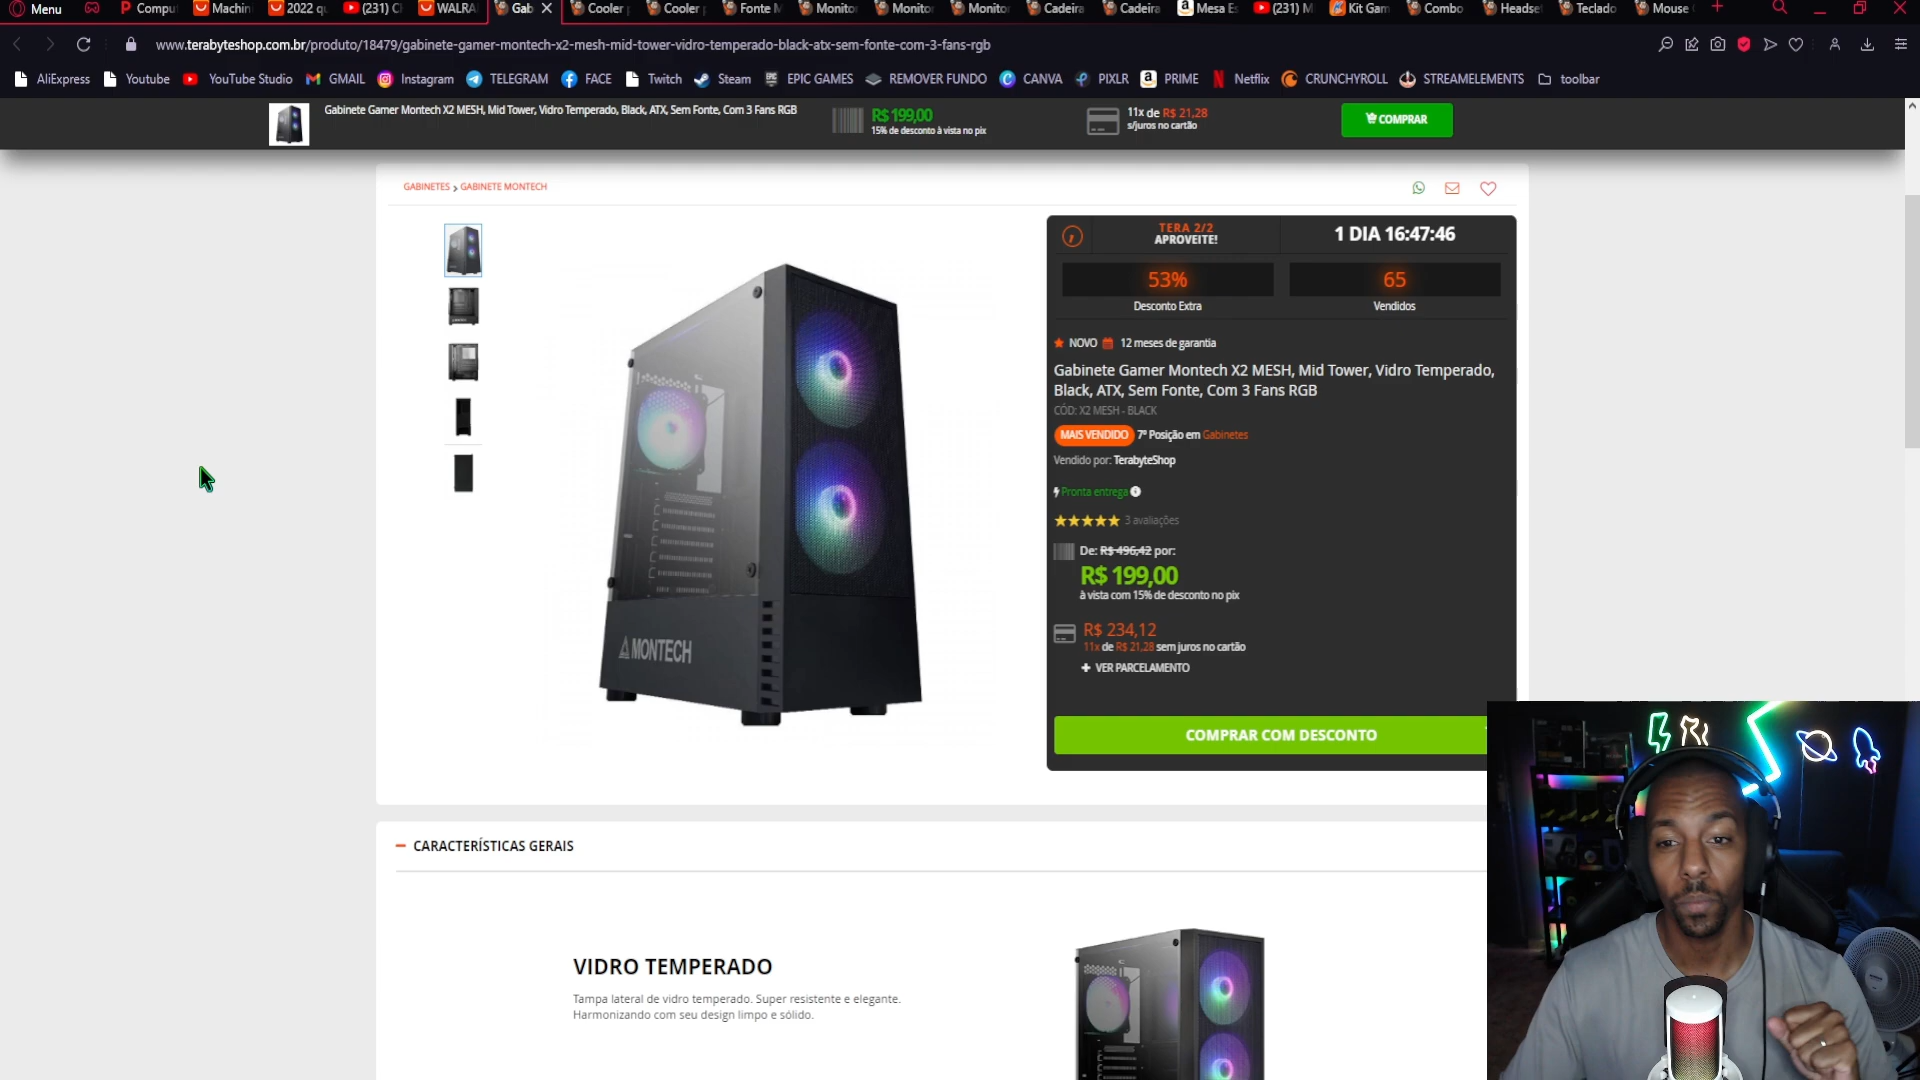 Menu
Compu
Machin
2022 q
(231) C
WALRA
Gab
Cooler
Cooler
Fonte M
Monito
Monito
Monito
Cadeira
Cadeira
Mesa Es
(231) M
Kit Gam
Combo
Headse
Teclado
Mouse
www.terabyteshop.com.br/produto/18479/gabinete-gamer-montech-x2-mesh-mid-tower-vidro-temperado-black-atx-sem-fonte-com-3-fans-rgb
AliExpress
Youtube
YouTube Studio
GMAIL
Instagram
TELEGRAM
FACE
Twitch
Steam
EPIC GAMES
REMOVER FUNDO
CANVA
PIXLR
PRIME
Netflix
CRUNCHYROLL
STREAMELEMENTS
toolbar
Gabinete Gamer Montech X2 MESH, Mid Tower, Vidro Temperado, Black, ATX, Sem Fonte, Com 3 Fans RGB
R$ 199,00
15% de desconto à vista no pix
11x de R$ 21,28
s/juros no cartão
COMPRAR
GABINETES > GABINETE MONTECH
TERA 2/2
APROVEITE!
1 DIA 16:47:46
53%
Desconto Extra
65
Vendidos
NOVO
12 meses de garantia
Gabinete Gamer Montech X2 MESH, Mid Tower, Vidro Temperado,
Black, ATX, Sem Fonte, Com 3 Fans RGB
CÓD: X2 MESH - BLACK
MAIS VENDIDO 7ª Posição em Gabinetes
Vendido por: TerabyteShop
Pronta entrega
3 avaliações
De: R$ 496,42 por:
R$ 199,00
à vista com 15% de desconto no pix
R$ 234,12
11x de R$ 21,28 sem juros no cartão
+ VER PARCELAMENTO
COMPRAR COM DESCONTO
MONTECH
CARACTERÍSTICAS GERAIS
VIDRO TEMPERADO
Tampa lateral de vidro temperado. Super resistente e elegante.
Harmonizando com seu design limpo e sólido.